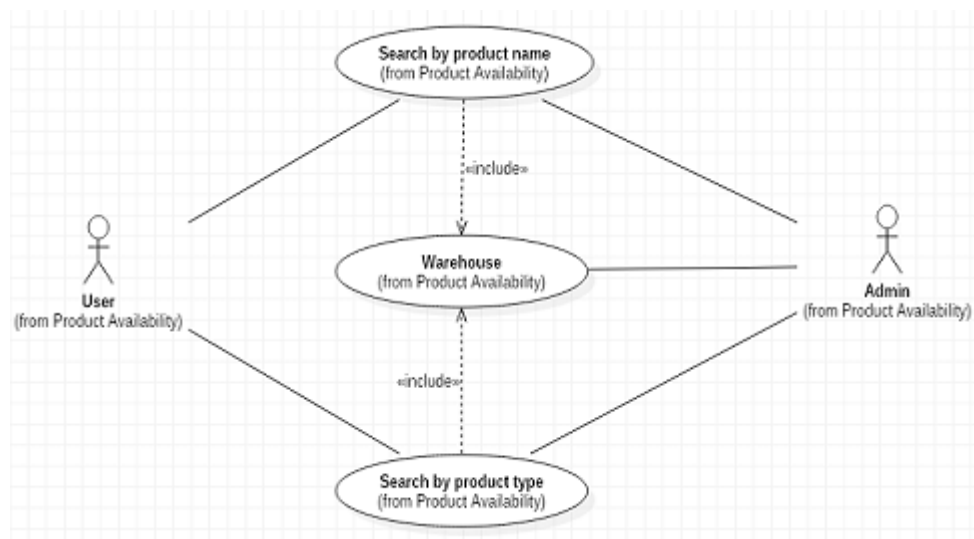 Search by product name
(from Product Availability)
«include»
Warehouse
(from Product Availability)
User
(from Product Availability)
Admin
(from Product Availability)
«include»
Search by product type
(from Product Availability)